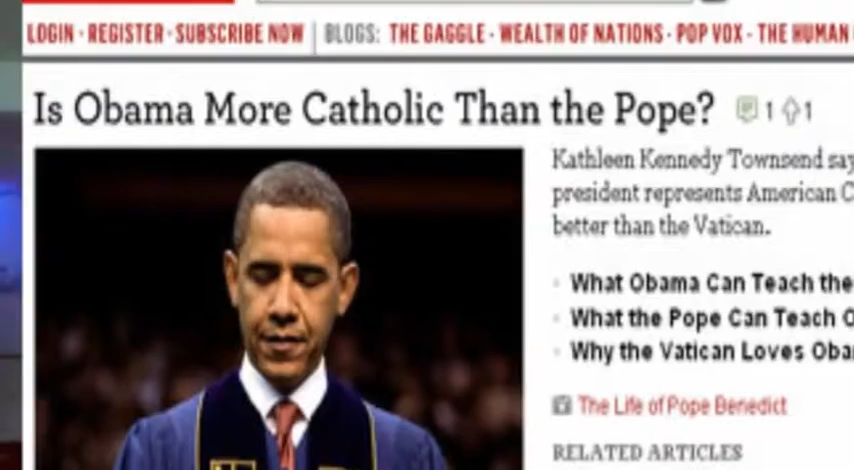 LOGIN · REGISTER · SUBSCRIBE NOW | BLOGS: THE GAGGLE · WEALTH OF NATIONS · POP VOX · THE HUMAN
Is Obama More Catholic Than the Pope? 1 1
Kathleen Kennedy Townsend say
president represents American C
better than the Vatican.
What Obama Can Teach the
What the Pope Can Teach O
Why the Vatican Loves Oba
The Life of Pope Benedict
RELATED ARTICLES